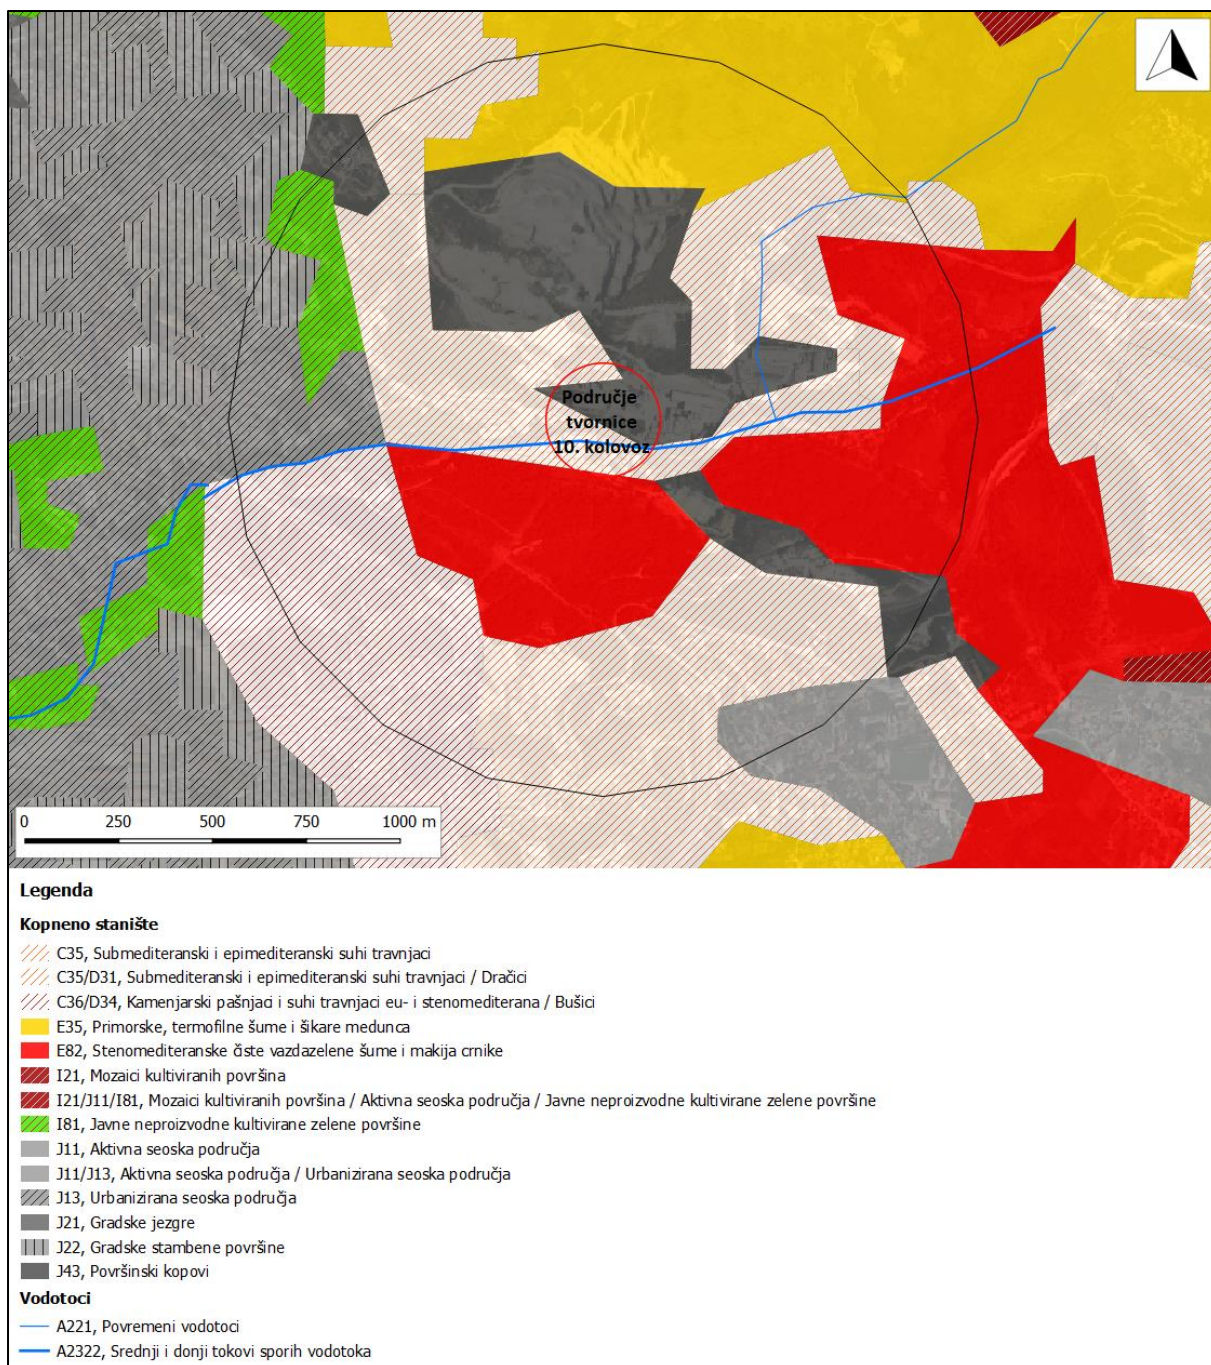 Područje
tvornice
10. kolovoz
0 250 500 750 1000 m
Legenda
Kopneno stanište
C35, Submediteranski i epimediteranski suhi travnjaci
C35/D31, Submediteranski i epimediteranski suhi travnjaci / Dračici
C36/D34, Kamenjarski pašnjaci i suhi travnjaci eu- i stenomediterana / Bušici
E35, Primorske, termofilne šume i šikare medunca
E82, Stenomediteranske čiste vazdazelene šume i makija crnike
I21, Mozaici kultiviranih površina
I21/J11/I81, Mozaici kultiviranih površina / Aktivna seoska područja / Javne neproizvodne kultivirane zelene površine
I81, Javne neproizvodne kultivirane zelene površine
J11, Aktivna seoska područja
J11/J13, Aktivna seoska područja / Urbanizirana seoska područja
J13, Urbanizirana seoska područja
J21, Gradske jezgre
J22, Gradske stambene površine
J43, Površinski kopovi
Vodotoci
A221, Povremeni vodotoci
A2322, Srednji i donji tokovi sporih vodotoka